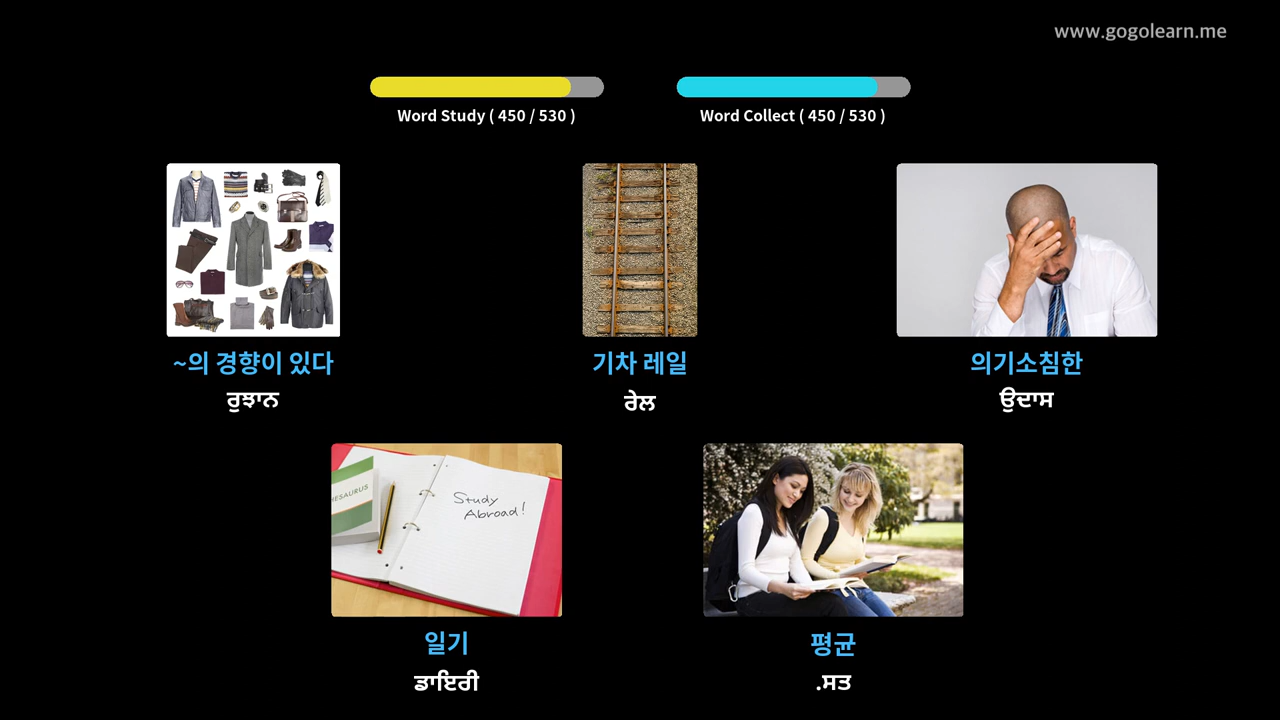 www.gogolearn.me
Word Study ( 450 / 530 )
Word Collect ( 450 / 530 )
~의 경향이 있다
ਰੁਝਾਨ
기차 레일
ਰੇਲ
의기소침한
ਉਦਾਸ
ESAURUS
Study
Abroad!
일기
ਡਾਇਰੀ
평균
.ਸਤ